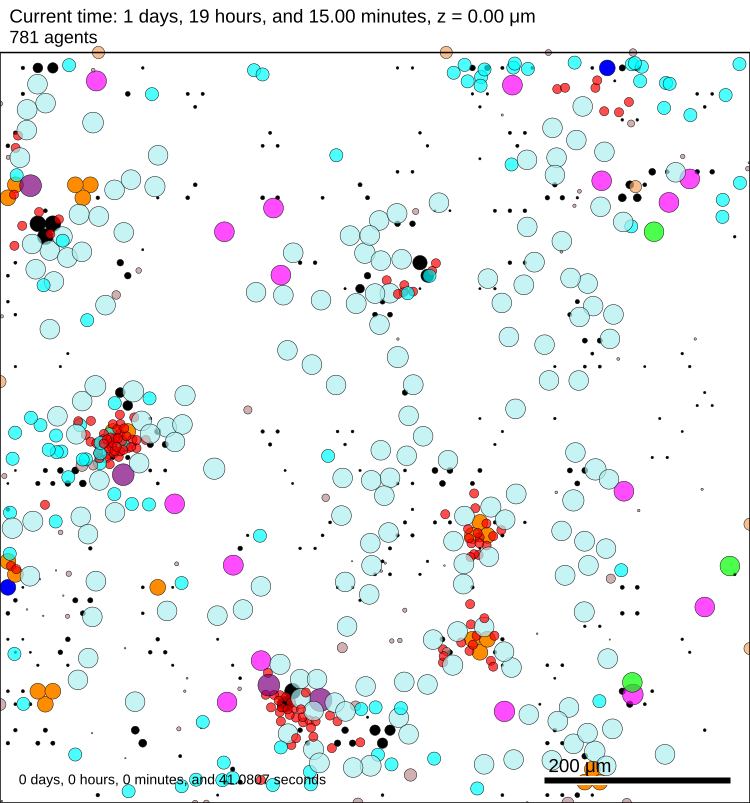 Current time: 1 days, 19 hours, and 15.00 minutes, z = 0.00 μm
781 agents
200 μm
0 days, 0 hours, 0 minutes, and 41.0807 seconds